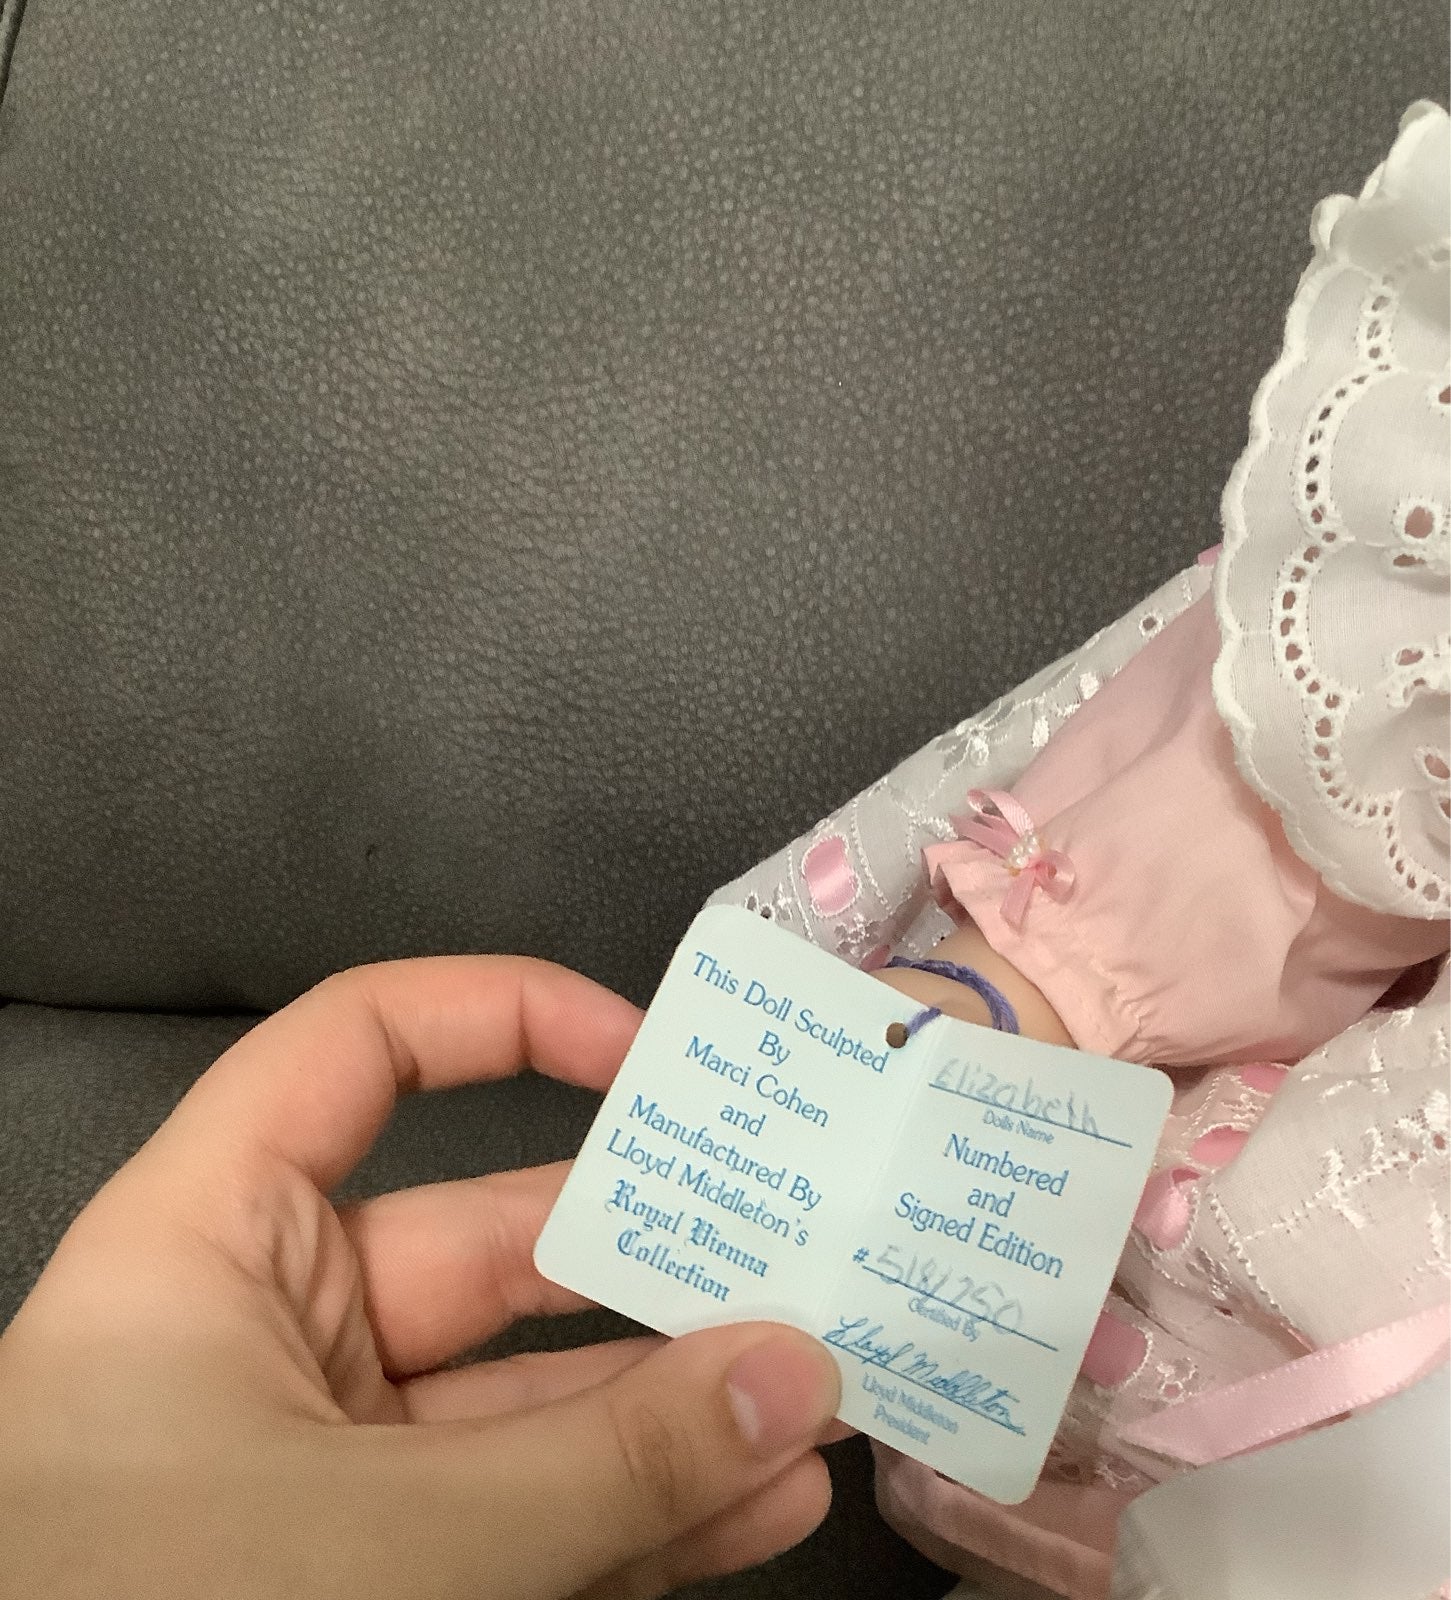 This Doll Sculpted
By
Marci Cohen
and
Manufactured By
Lloyd Middleton's
Royal Vienna
Collection
Elizabeth
Dolls Name
Numbered
and
Signed Edition
# 518/750
Certified By
Lloyd Middleton
Lloyd Middleton
President